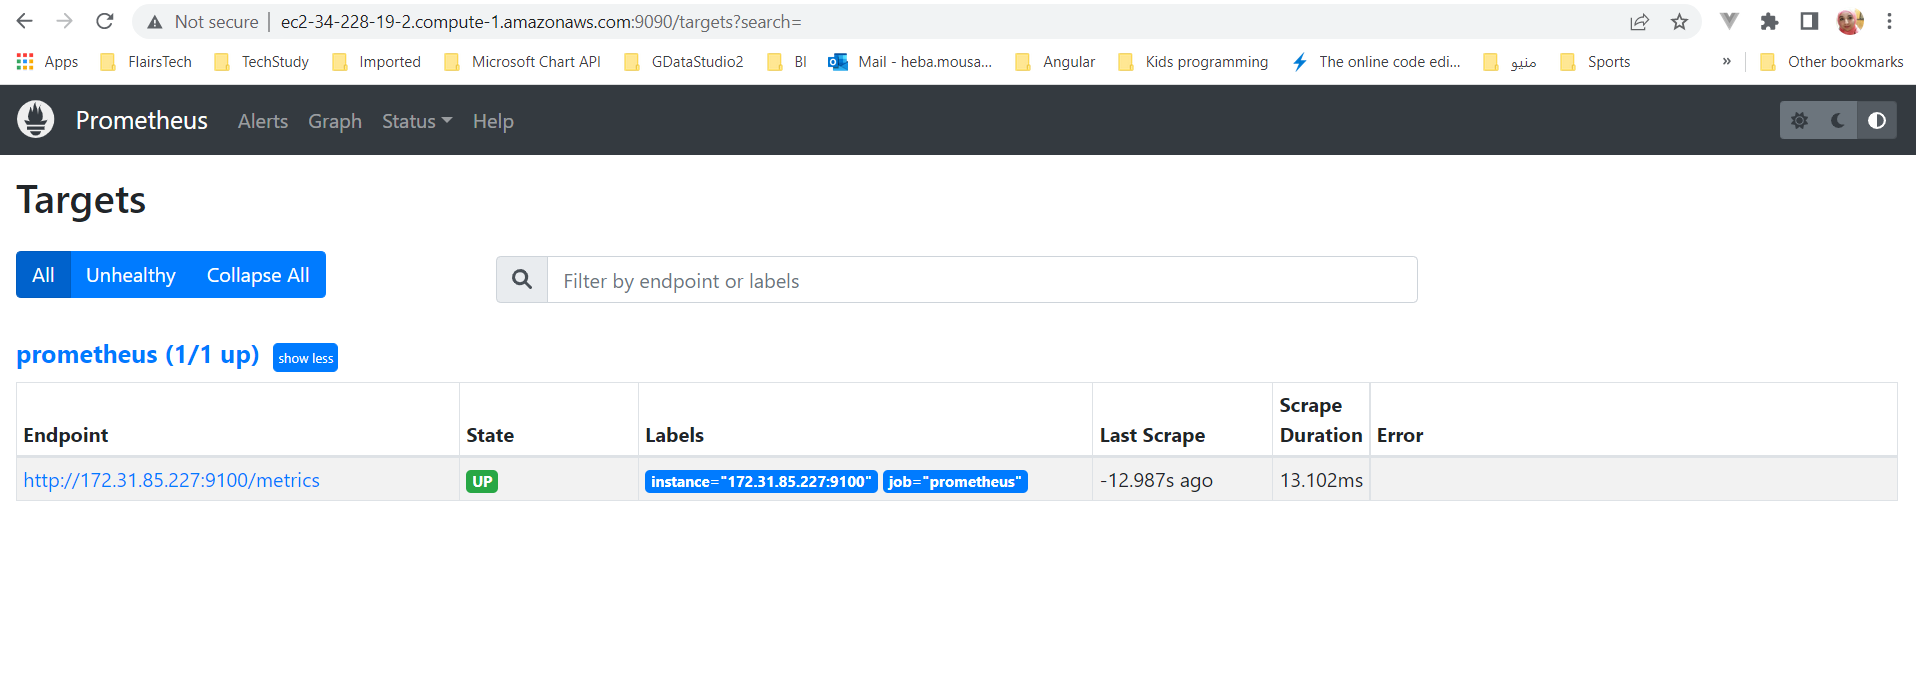 Not secure | ec2-34-228-19-2.compute-1.amazonaws.com:9090/targets?search=
Apps FlairsTech TechStudy Imported Microsoft Chart API GDataStudio2 BI Mail - heba.mousa... Angular Kids programming The online code edi... منيو Sports » Other bookmarks
Prometheus Alerts Graph Status Help
Targets
All Unhealthy Collapse All Filter by endpoint or labels
prometheus (1/1 up) show less
Endpoint State Labels Last Scrape Scrape Duration Error
http://172.31.85.227:9100/metrics UP instance="172.31.85.227:9100" job="prometheus" -12.987s ago 13.102ms